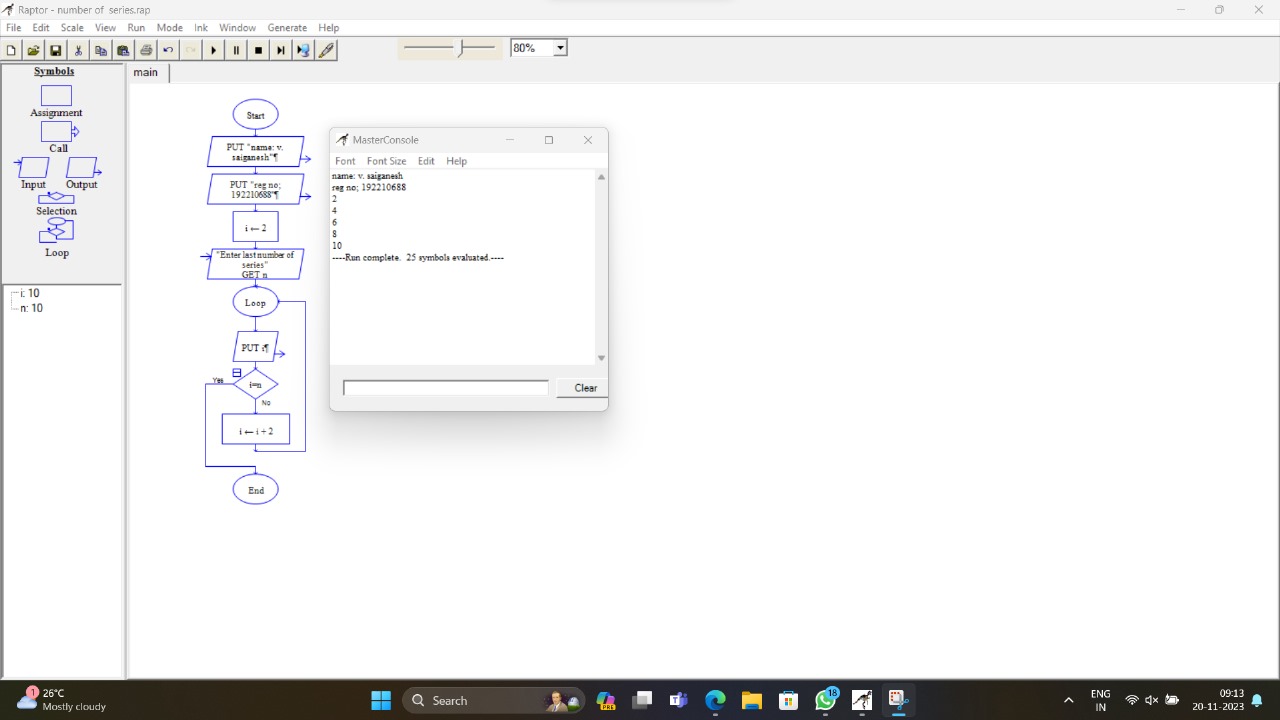 Raptor - number of series.rap
File Edit Scale View Run Mode Ink Window Generate Help
80%
Symbols
main
Assignment
Call
Input Output
Selection
Loop
i: 10
n: 10
Start
PUT "name: v.
saiganesh"¶
PUT "reg no;
192210688"¶
i ← 2
"Enter last number of
series"
GET n
Loop
PUT i¶
Yes
i=n
No
i ← i + 2
End
MasterConsole
Font Font Size Edit Help
name: v. saiganesh
reg no; 192210688
2
4
6
8
10
----Run complete. 25 symbols evaluated.----
Clear
1
26°C
Mostly cloudy
Search
PRE
18
ENG
IN
09:13
20-11-2023